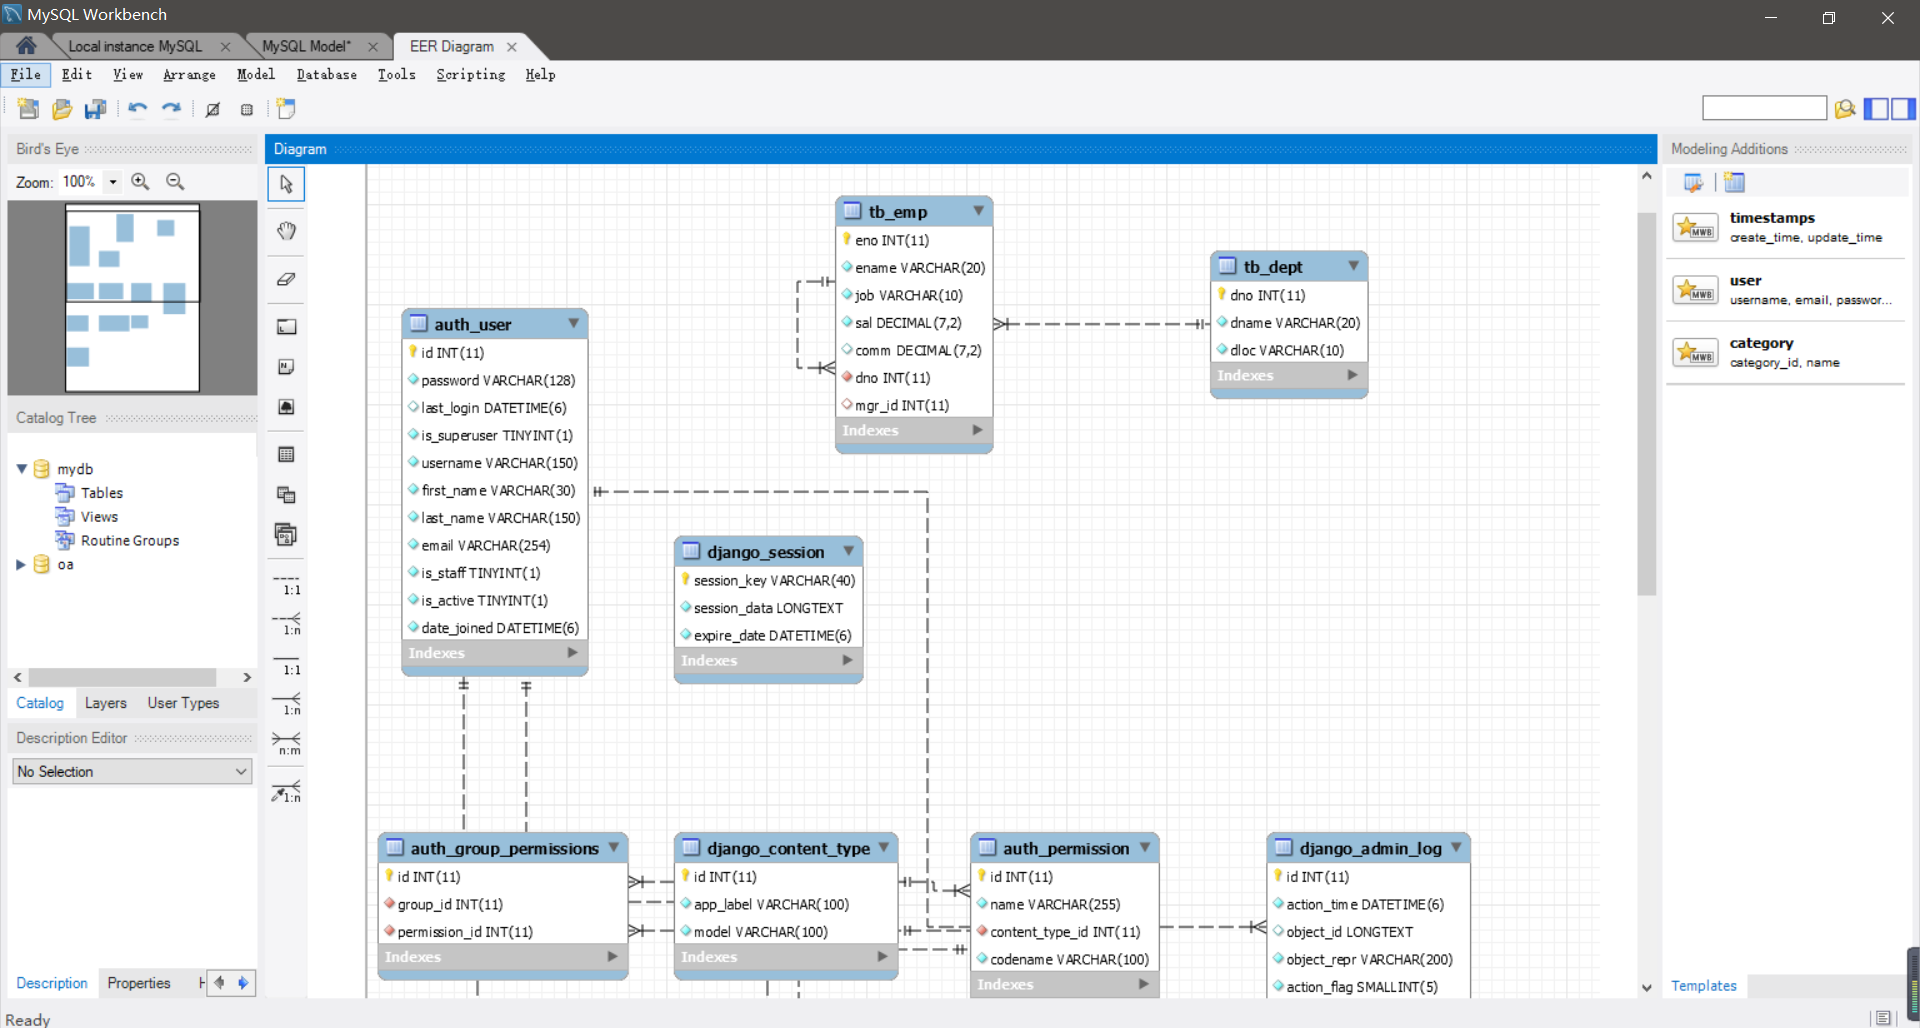 MySQL Workbench
Local instance MySQL
MySQL Model*
EER Diagram
File Edit View Arrange Model Database Tools Scripting Help
Bird's Eye
Zoom: 100%
Catalog Tree
mydb
Tables
Views
Routine Groups
oa
Catalog Layers User Types
Description Editor
No Selection
Description Properties H
Ready
Diagram
1:1
1:n
1:1
1:n
n:m
1:n
tb_emp
eno INT(11)
ename VARCHAR(20)
job VARCHAR(10)
sal DECIMAL(7,2)
comm DECIMAL(7,2)
dno INT(11)
mgr_id INT(11)
Indexes
tb_dept
dno INT(11)
dname VARCHAR(20)
dloc VARCHAR(10)
Indexes
auth_user
id INT(11)
password VARCHAR(128)
last_login DATETIME(6)
is_superuser TINYINT(1)
username VARCHAR(150)
first_name VARCHAR(30)
last_name VARCHAR(150)
email VARCHAR(254)
is_staff TINYINT(1)
is_active TINYINT(1)
date_joined DATETIME(6)
Indexes
django_session
session_key VARCHAR(40)
session_data LONGTEXT
expire_date DATETIME(6)
Indexes
auth_group_permissions
id INT(11)
group_id INT(11)
permission_id INT(11)
Indexes
django_content_type
id INT(11)
app_label VARCHAR(100)
model VARCHAR(100)
Indexes
auth_permission
id INT(11)
name VARCHAR(255)
content_type_id INT(11)
codename VARCHAR(100)
Indexes
django_admin_log
id INT(11)
action_time DATETIME(6)
object_id LONGTEXT
object_repr VARCHAR(200)
action_flag SMALLINT(5)
Modeling Additions
MWB
timestamps
create_time, update_time
MWB
user
username, email, passwor...
MWB
category
category_id, name
Templates